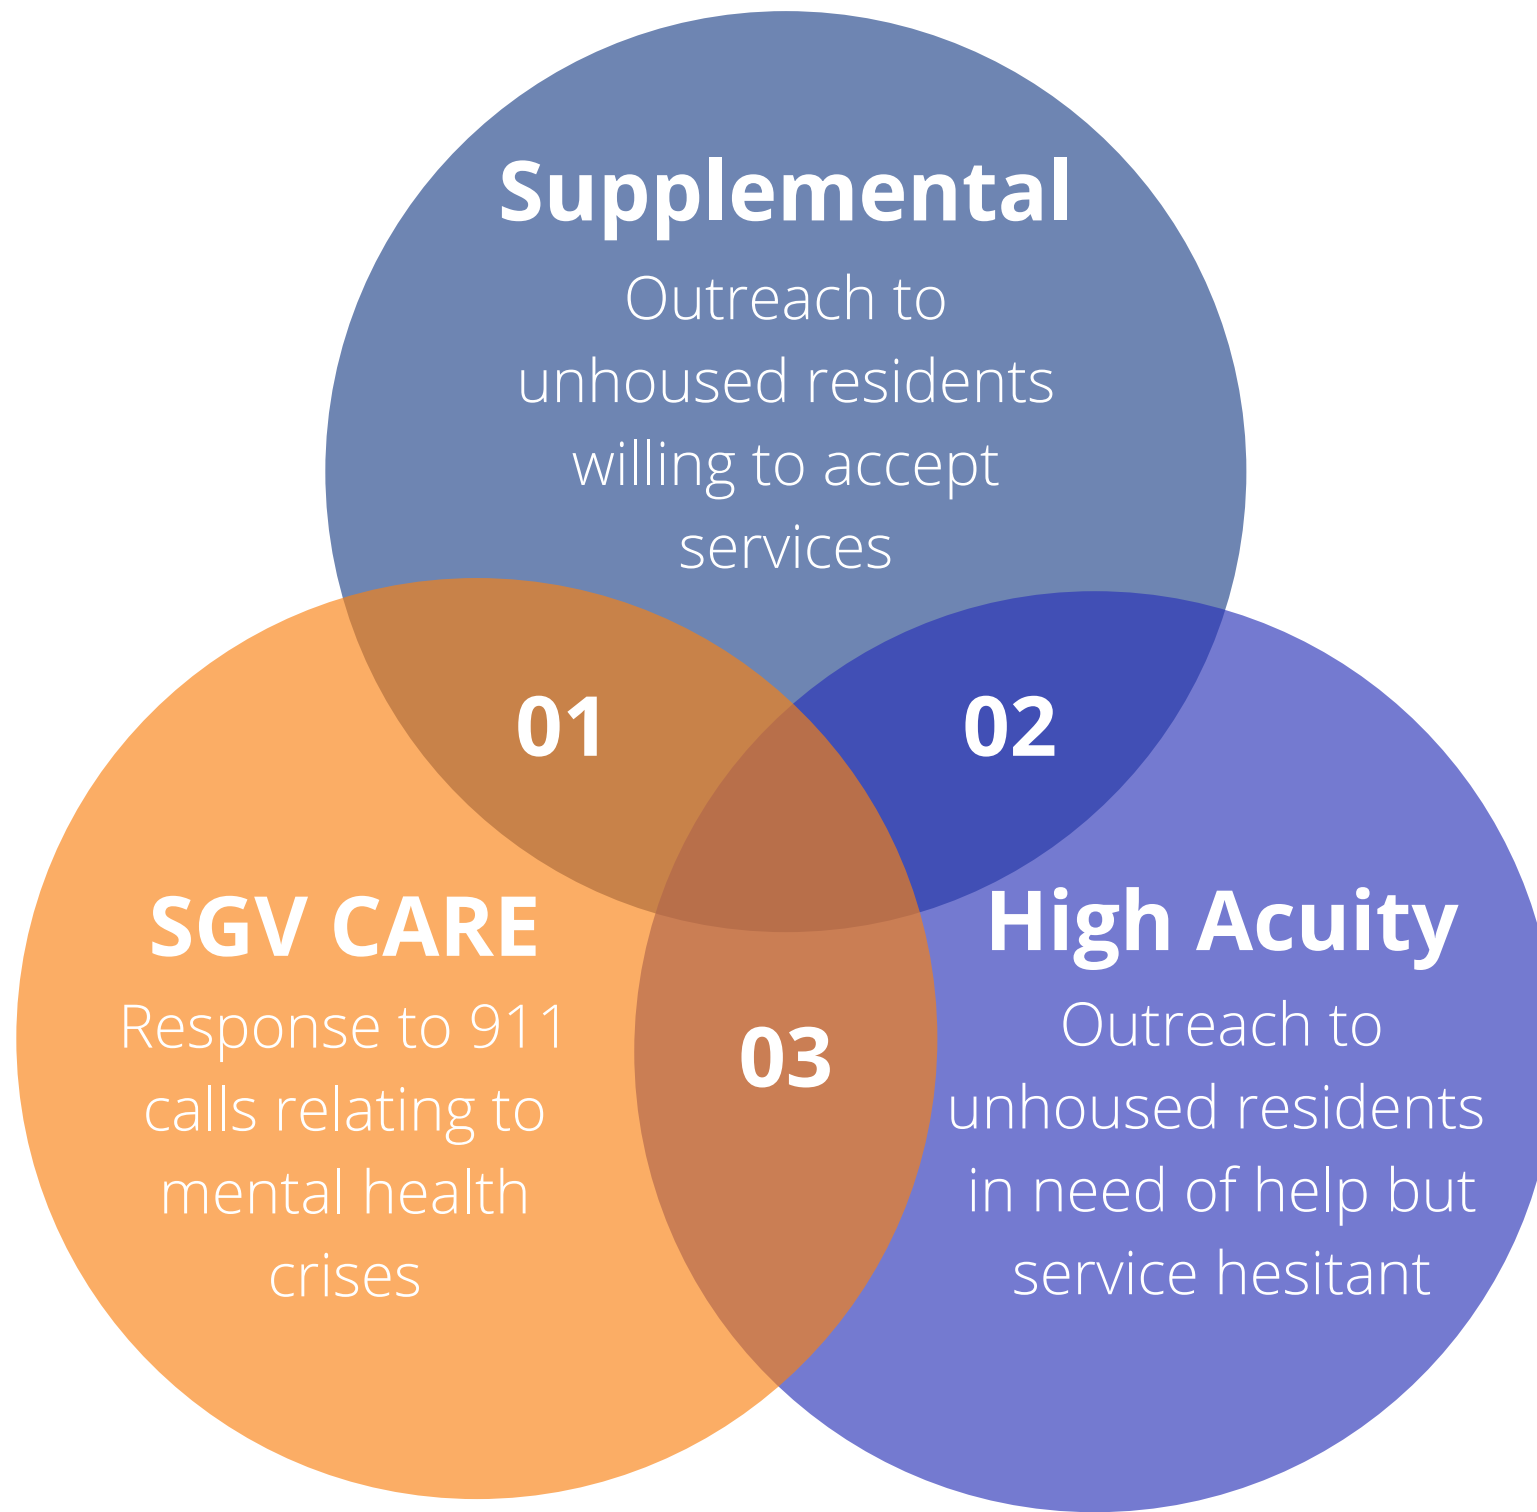 Supplemental
Outreach to
unhoused residents
willing to accept
services
01
02
SGV CARE
Response to 911
calls relating to
mental health
crises
03
High Acuity
Outreach to
unhoused residents
in need of help but
service hesitant